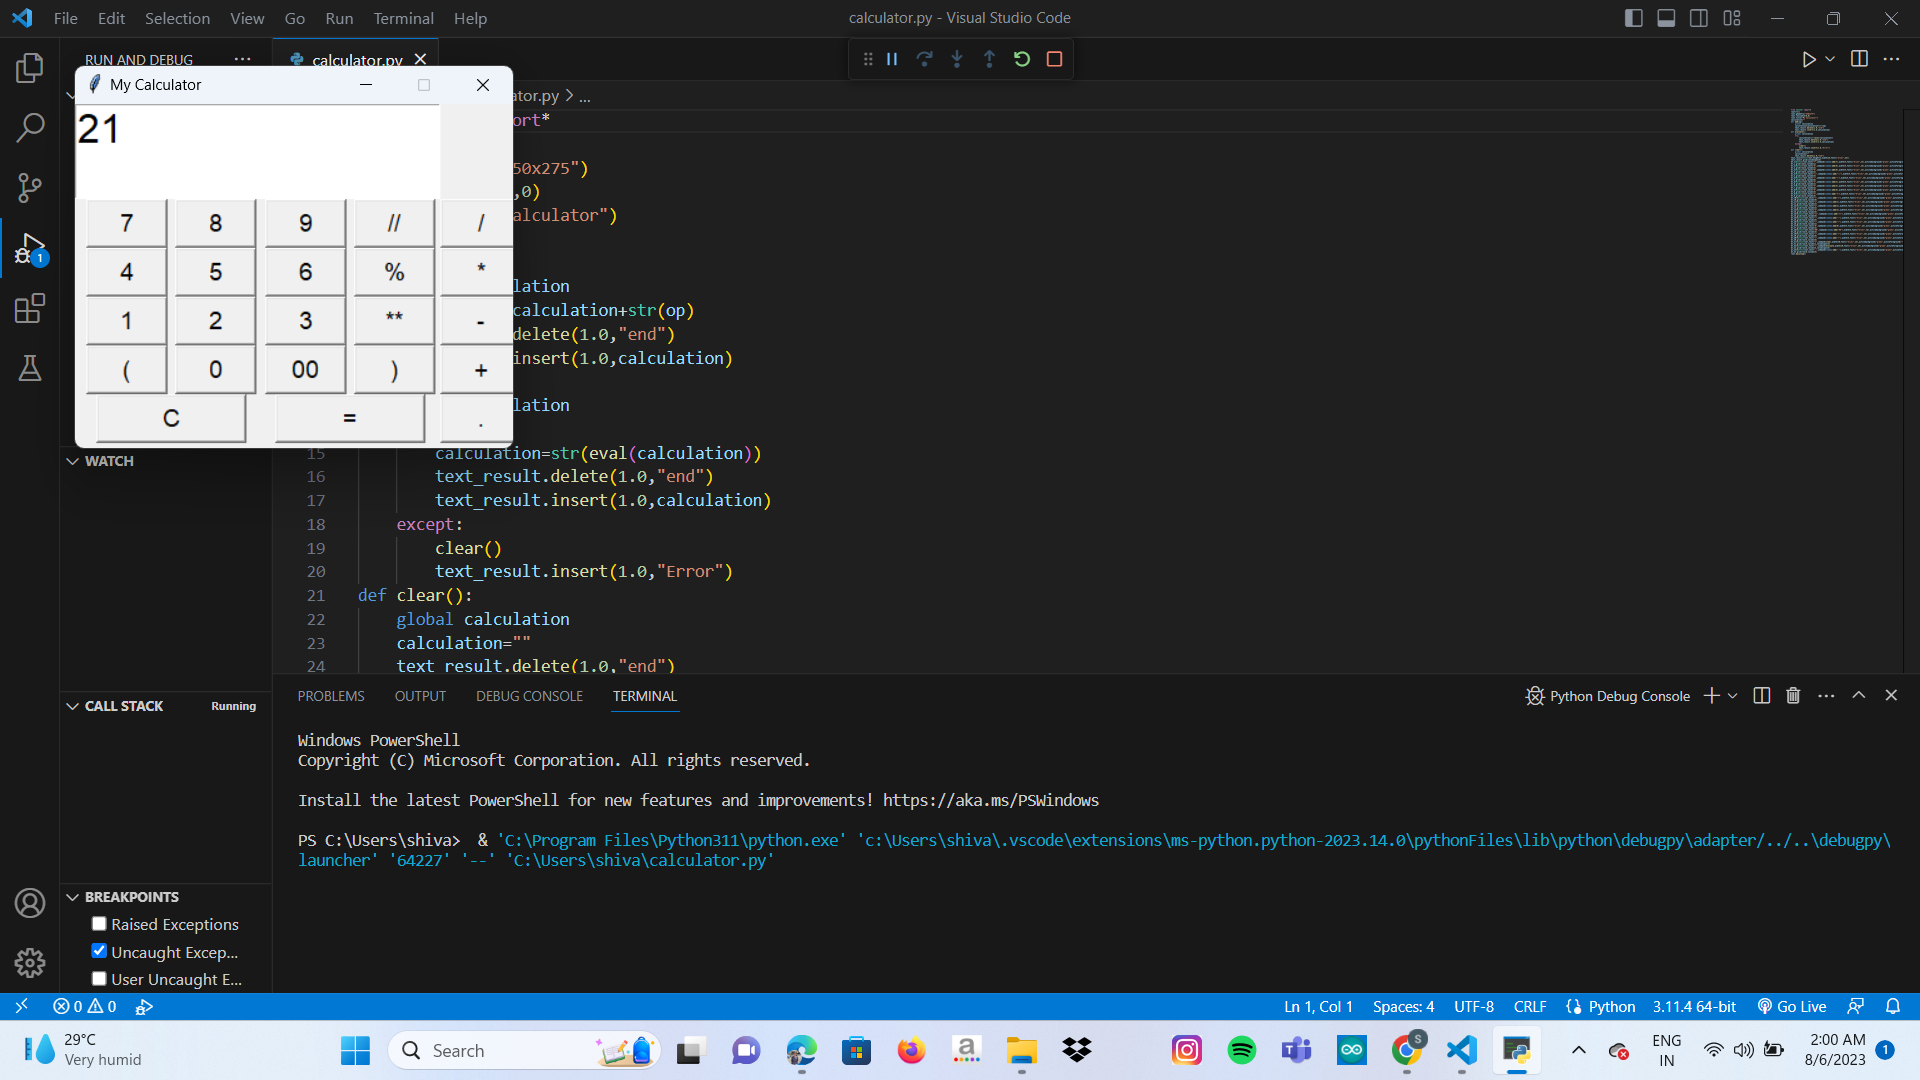 File Edit Selection View Go Run Terminal Help
calculator.py - Visual Studio Code
RUN AND DEBUG ...
calculator.py
My Calculator
21
7 8 9 // /
4 5 6 % *
1 2 3 ** -
( 0 00 ) +
C = .
ator.py > ...
ort*
50x275")
,0)
alculator")
lation
calculation+str(op)
delete(1.0,"end")
insert(1.0,calculation)
lation
15 calculation=str(eval(calculation))
16 text_result.delete(1.0,"end")
17 text_result.insert(1.0,calculation)
18 except:
19 clear()
20 text_result.insert(1.0,"Error")
21 def clear():
22 global calculation
23 calculation=""
24 text_result.delete(1.0,"end")
1
WATCH
CALL STACK Running
BREAKPOINTS
Raised Exceptions
Uncaught Excep...
User Uncaught E...
PROBLEMS OUTPUT DEBUG CONSOLE TERMINAL
Python Debug Console
Windows PowerShell
Copyright (C) Microsoft Corporation. All rights reserved.
Install the latest PowerShell for new features and improvements! https://aka.ms/PSWindows
PS C:\Users\shiva>  & 'C:\Program Files\Python311\python.exe' 'c:\Users\shiva\.vscode\extensions\ms-python.python-2023.14.0\pythonFiles\lib\python\debugpy\adapter/../..\debugpy\
launcher' '64227' '--' 'C:\Users\shiva\calculator.py'
0 0
Ln 1, Col 1 Spaces: 4 UTF-8 CRLF Python 3.11.4 64-bit Go Live
29°C
Very humid
Search
a
S
ENG
IN
2:00 AM
8/6/2023
1